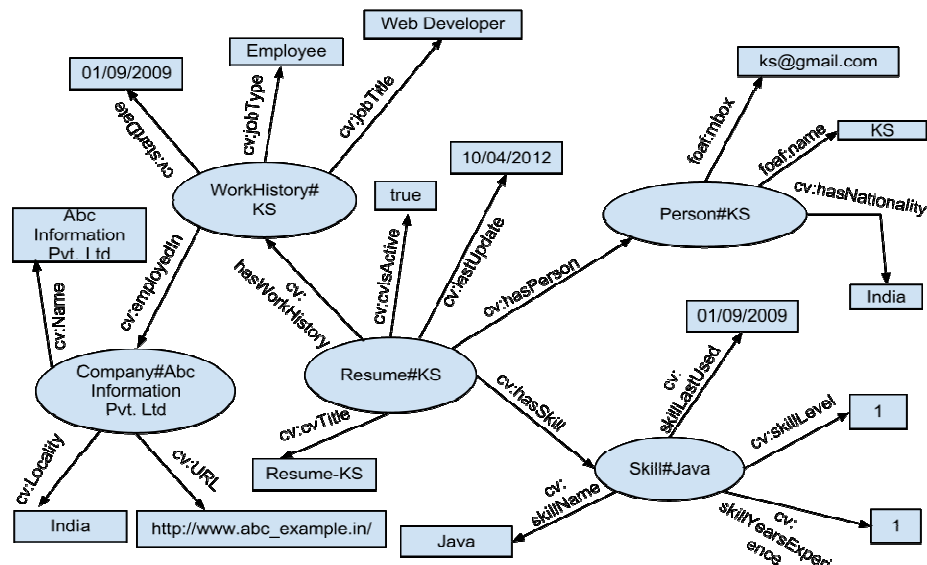 Web Developer
Employee
01/09/2009
ks@gmail.com
cv:startDate
cv:jobType
cv:jobTitle
foaf:mbox
foaf:name
KS
10/04/2012
true
WorkHistory#
KS
cv:hasNationality
Person#KS
Abc
Information
Pvt. Ltd
cv:employedIn
cv:
hasWorkHistory
cv:cvIsActive
cv:lastUpdate
cv:hasPerson
India
cv:Name
01/09/2009
Company#Abc
Information
Pvt. Ltd
Resume#KS
cv:hasSkill
cv:
skillLastUsed
cv:skillLevel
1
cv:cvTitle
cv:Locality
cv:URL
Resume-KS
Skill#Java
cv:
skillName
cv:
skillYearsExperi
ence
India
http://www.abc_example.in/
Java
1